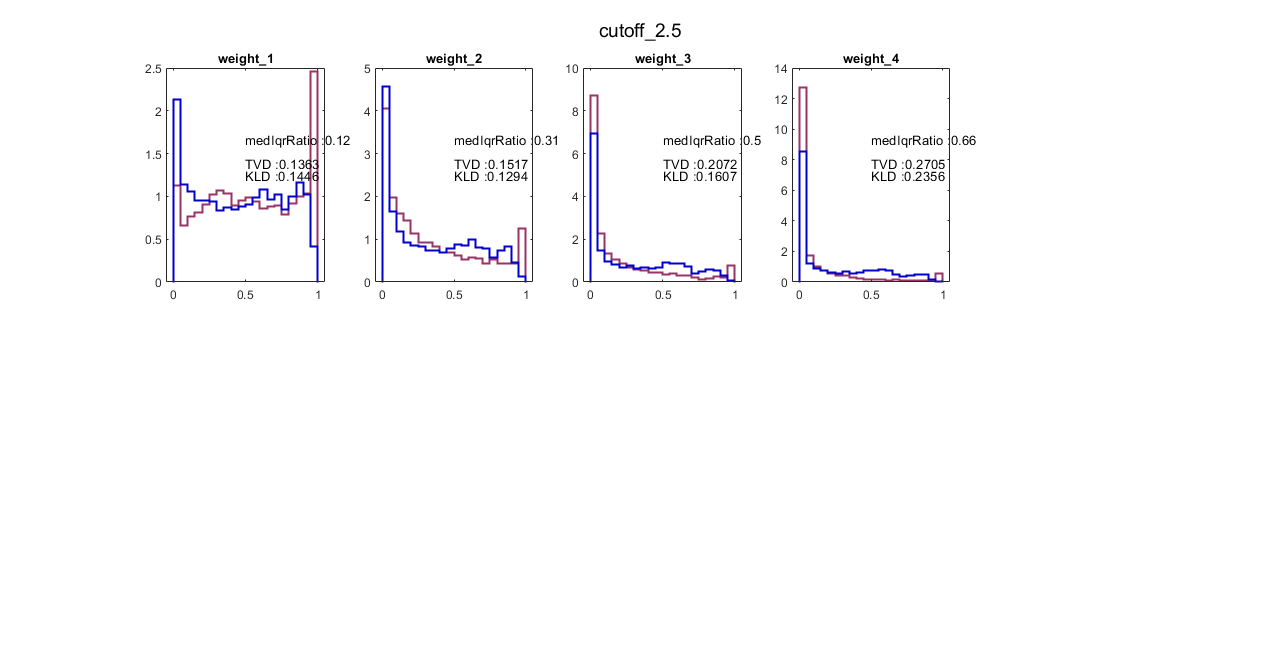 cutoff_2.5
weight_1
2.5
2
1.5
1
0.5
0
0
0.5
1
medIqrRatio :0.12
TVD :0.1363
KLD :0.1446
weight_2
5
4
3
2
1
0
0
0.5
1
medIqrRatio :0.31
TVD :0.1517
KLD :0.1294
weight_3
10
8
6
4
2
0
0
0.5
1
medIqrRatio :0.5
TVD :0.2072
KLD :0.1607
weight_4
14
12
10
8
6
4
2
0
0
0.5
1
medIqrRatio :0.66
TVD :0.2705
KLD :0.2356